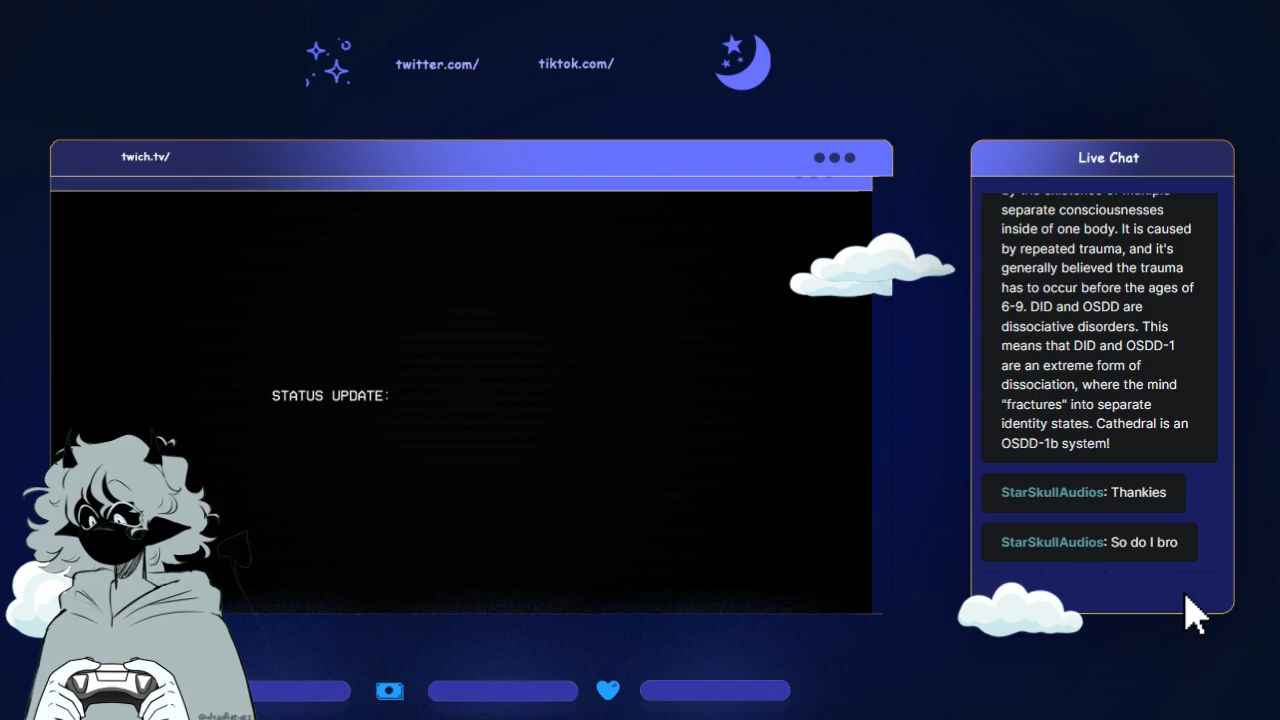 twitter.com/
tiktok.com/
twich.tv/
Live Chat
separate consciousnesses
inside of one body. It is caused
by repeated trauma, and it's
generally believed the trauma
has to occur before the ages of
6-9. DID and OSDD are
dissociative disorders. This
means that DID and OSDD-1
are an extreme form of
dissociation, where the mind
"fractures" into separate
identity states. Cathedral is an
OSDD-1b system!
StarSkullAudios: Thankies
StarSkullAudios: So do I bro
STATUS UPDATE: